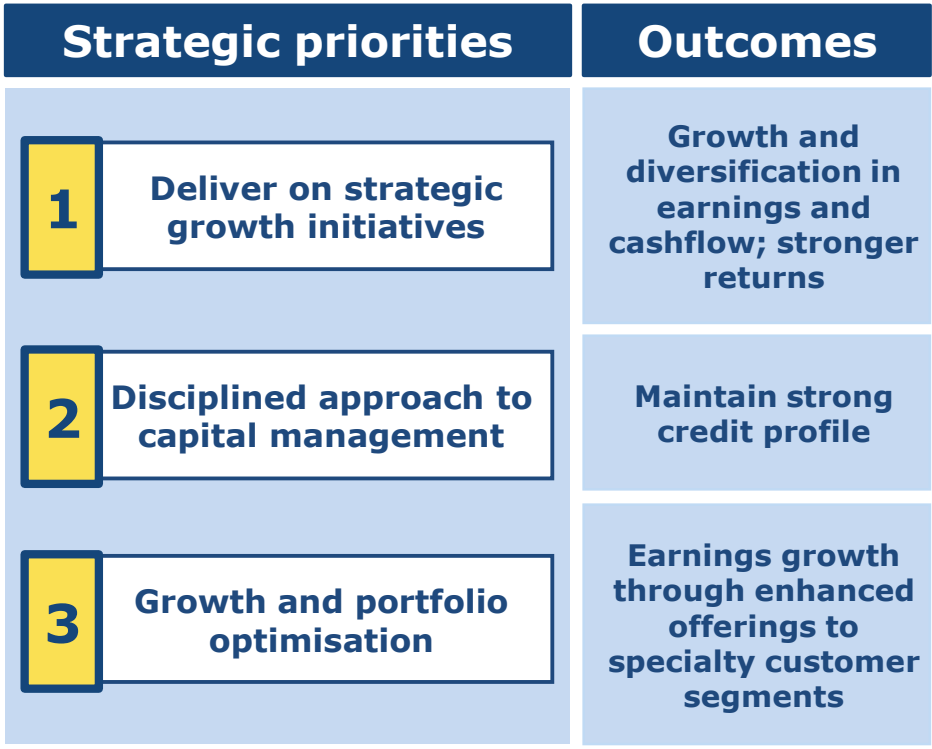 Strategic priorities
Outcomes
1
Deliver on strategic
growth initiatives
Growth and
diversification in
earnings and
cashflow; stronger
returns
2
Disciplined approach to
capital management
Maintain strong
credit profile
3
Growth and portfolio
optimisation
Earnings growth
through enhanced
offerings to
specialty customer
segments